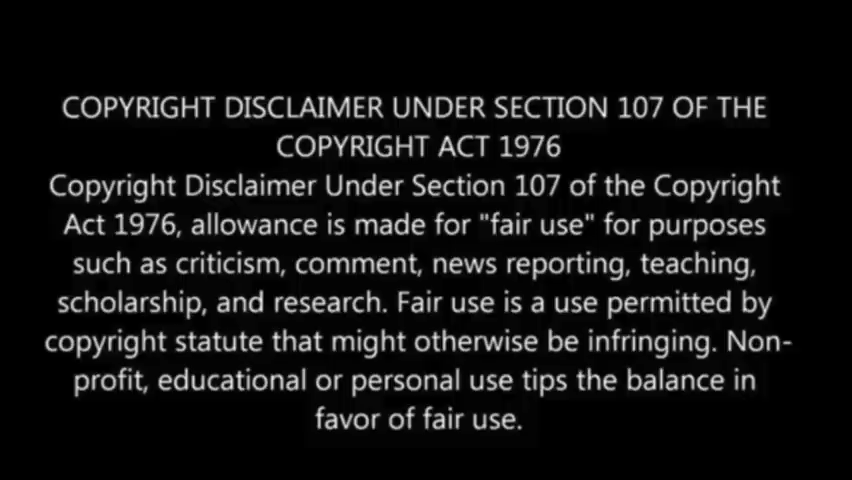 COPYRIGHT DISCLAIMER UNDER SECTION 107 OF THE
COPYRIGHT ACT 1976
Copyright Disclaimer Under Section 107 of the Copyright
Act 1976, allowance is made for "fair use" for purposes
such as criticism, comment, news reporting, teaching,
scholarship, and research. Fair use is a use permitted by
copyright statute that might otherwise be infringing. Non-
profit, educational or personal use tips the balance in
favor of fair use.